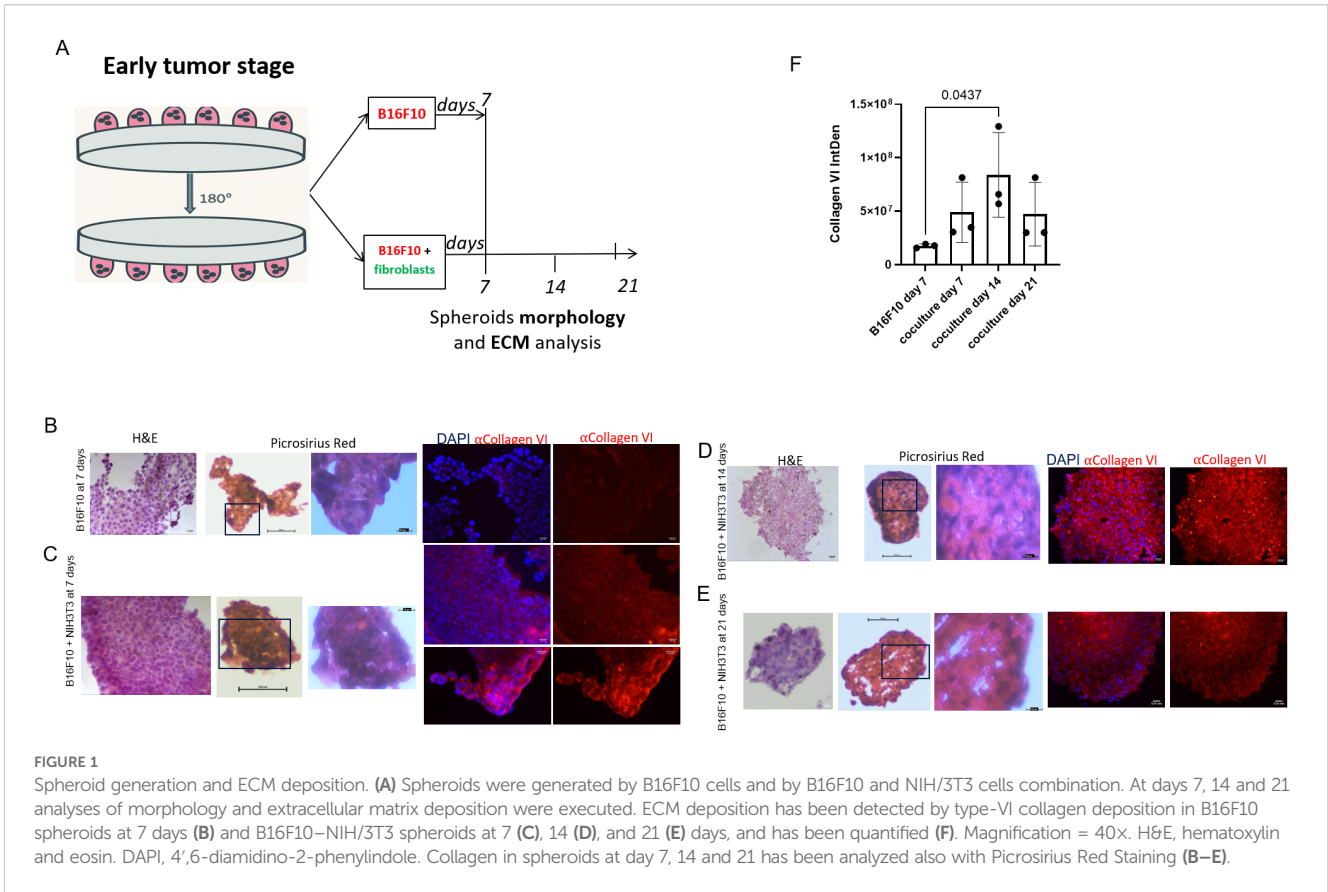 A
Early tumor stage
180°
B16F10
days
7
B16F10 +
fibroblasts
days
7
14
21
Spheroids morphology
and ECM analysis
F
0.0437
Collagen VI IntDen
1.5×10⁸
1×10⁸
5×10⁷
0
B16F10 day 7
coculture day 7
coculture day 14
coculture day 21
B
B16F10 at 7 days
H&E
Picrosirius Red
DAPI αCollagen VI
αCollagen VI
C
B16F10 + NIH3T3 at 7 days
D
B16F10 + NIH3T3 at 14 days
H&E
Picrosirius Red
DAPI αCollagen VI
αCollagen VI
E
B16F10 + NIH3T3 at 21 days
FIGURE 1
Spheroid generation and ECM deposition. (A) Spheroids were generated by B16F10 cells and by B16F10 and NIH/3T3 cells combination. At days 7, 14 and 21
analyses of morphology and extracellular matrix deposition were executed. ECM deposition has been detected by type-VI collagen deposition in B16F10
spheroids at 7 days (B) and B16F10–NIH/3T3 spheroids at 7 (C), 14 (D), and 21 (E) days, and has been quantified (F). Magnification = 40×. H&E, hematoxylin
and eosin. DAPI, 4′,6-diamidino-2-phenylindole. Collagen in spheroids at day 7, 14 and 21 has been analyzed also with Picrosirius Red Staining (B–E).